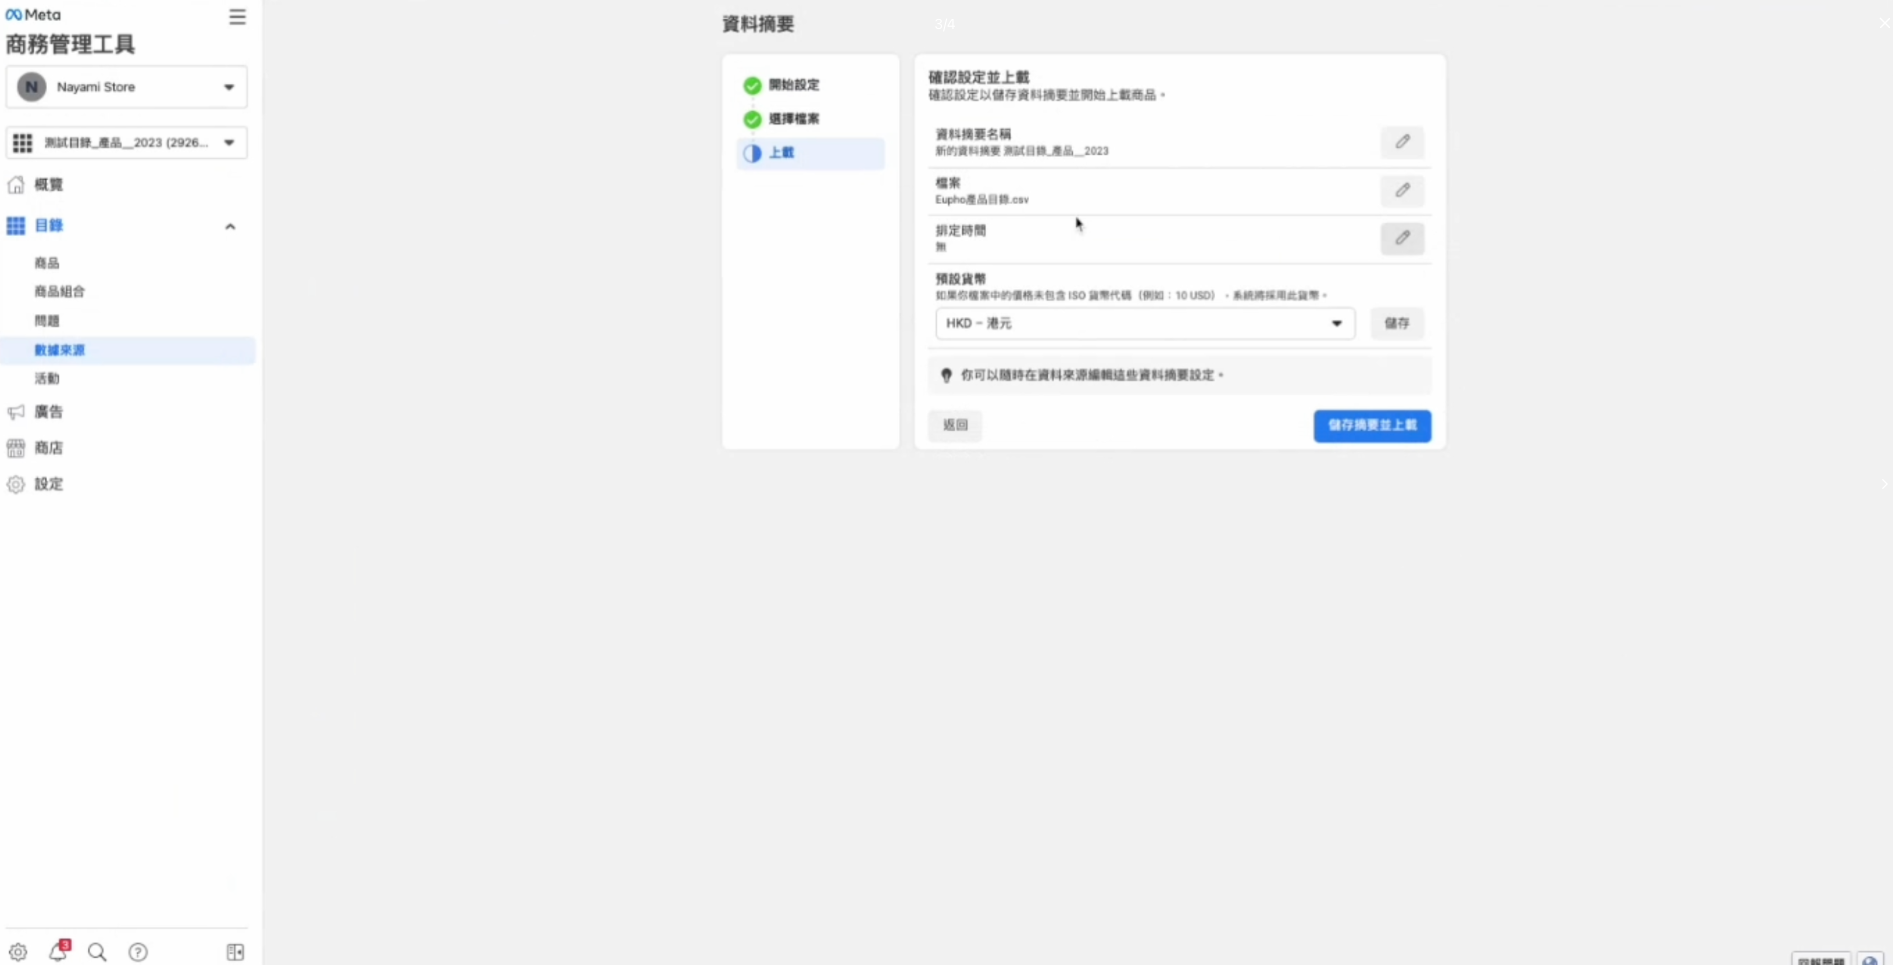 Meta
商務管理工具
N
Nayami Store
測試目錄_產品__2023 (2926...
概覽
目錄
商品
商品組合
問題
數據來源
活動
廣告
商店
設定
3
資料摘要
3/4
開始設定
選擇檔案
上載
確認設定並上載
確認設定以儲存資料摘要並開始上載商品。
資料摘要名稱
新的資料摘要 測試目錄_產品__2023
檔案
Eupho產品目錄.csv
排定時間
無
預設貨幣
如果你檔案中的價格未包含 ISO 貨幣代碼（例如：10 USD），系統將採用此貨幣。
HKD – 港元
儲存
你可以隨時在資料來源編輯這些資料摘要設定。
返回
儲存摘要並上載